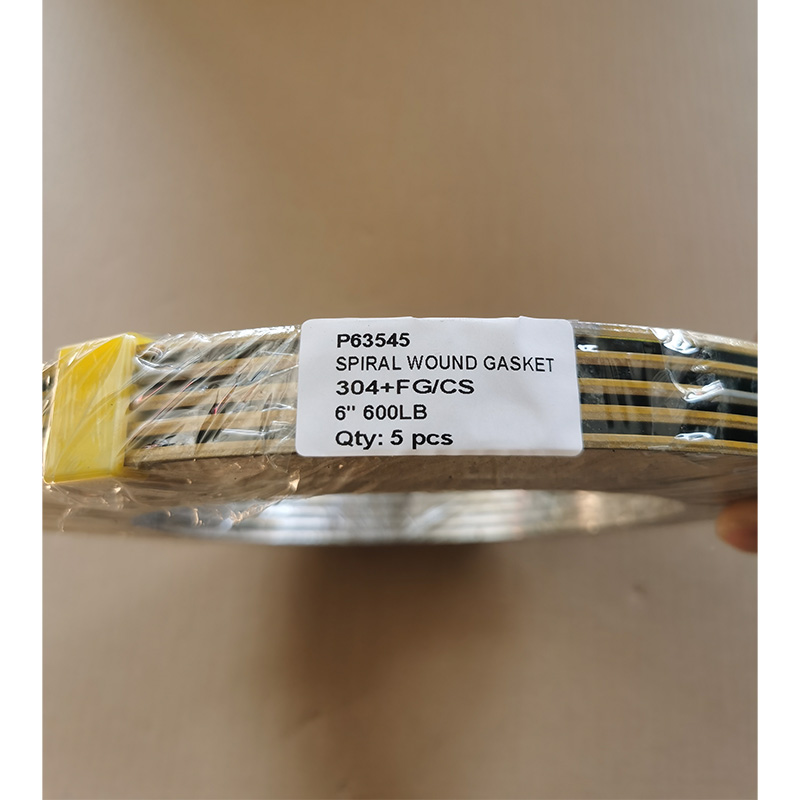 P63545
SPIRAL WOUND GASKET
304+FG/CS
6" 600LB
Qty: 5 pcs